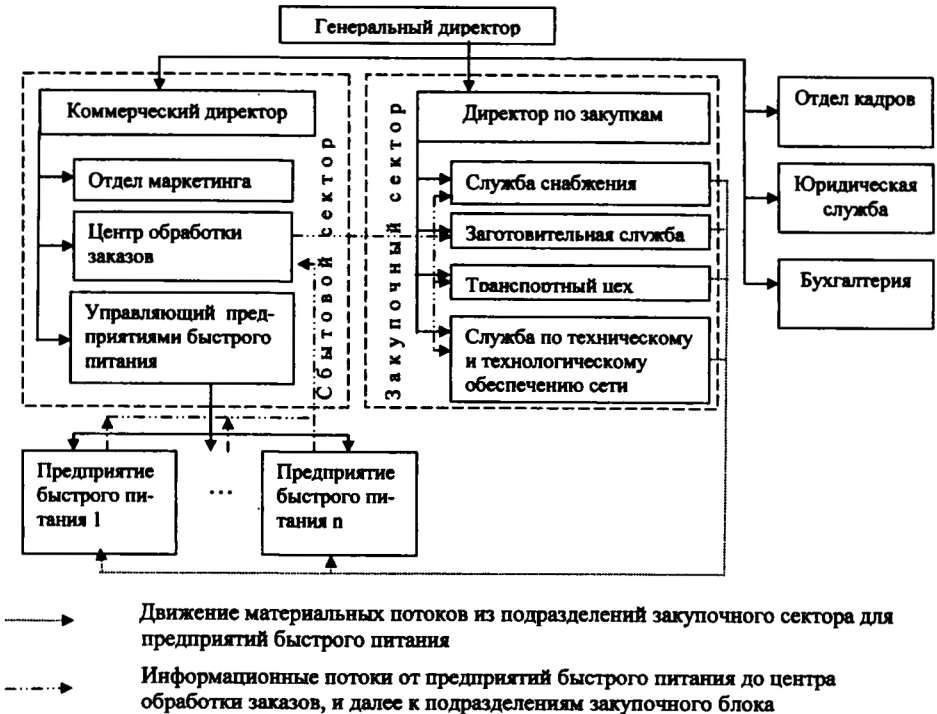 Генеральный директор
Коммерческий директор
Отдел маркетинга
Центр обработки
заказов
Управляющий пред-
приятиями быстрого
питания
Сбытовой сектор
Закупочный сектор
Директор по закупкам
Служба снабжения
Заготовительная служба
Транспортный цех
Служба по техническому
и технологическому
обеспечению сети
Отдел кадров
Юридическая
служба
Бухгалтерия
Предприятие
быстрого пи-
тания 1
...
Предприятие
быстрого пи-
тания n
Движение материальных потоков из подразделений закупочного сектора для
предприятий быстрого питания
Информационные потоки от предприятий быстрого питания до центра
обработки заказов, и далее к подразделениям закупочного блока